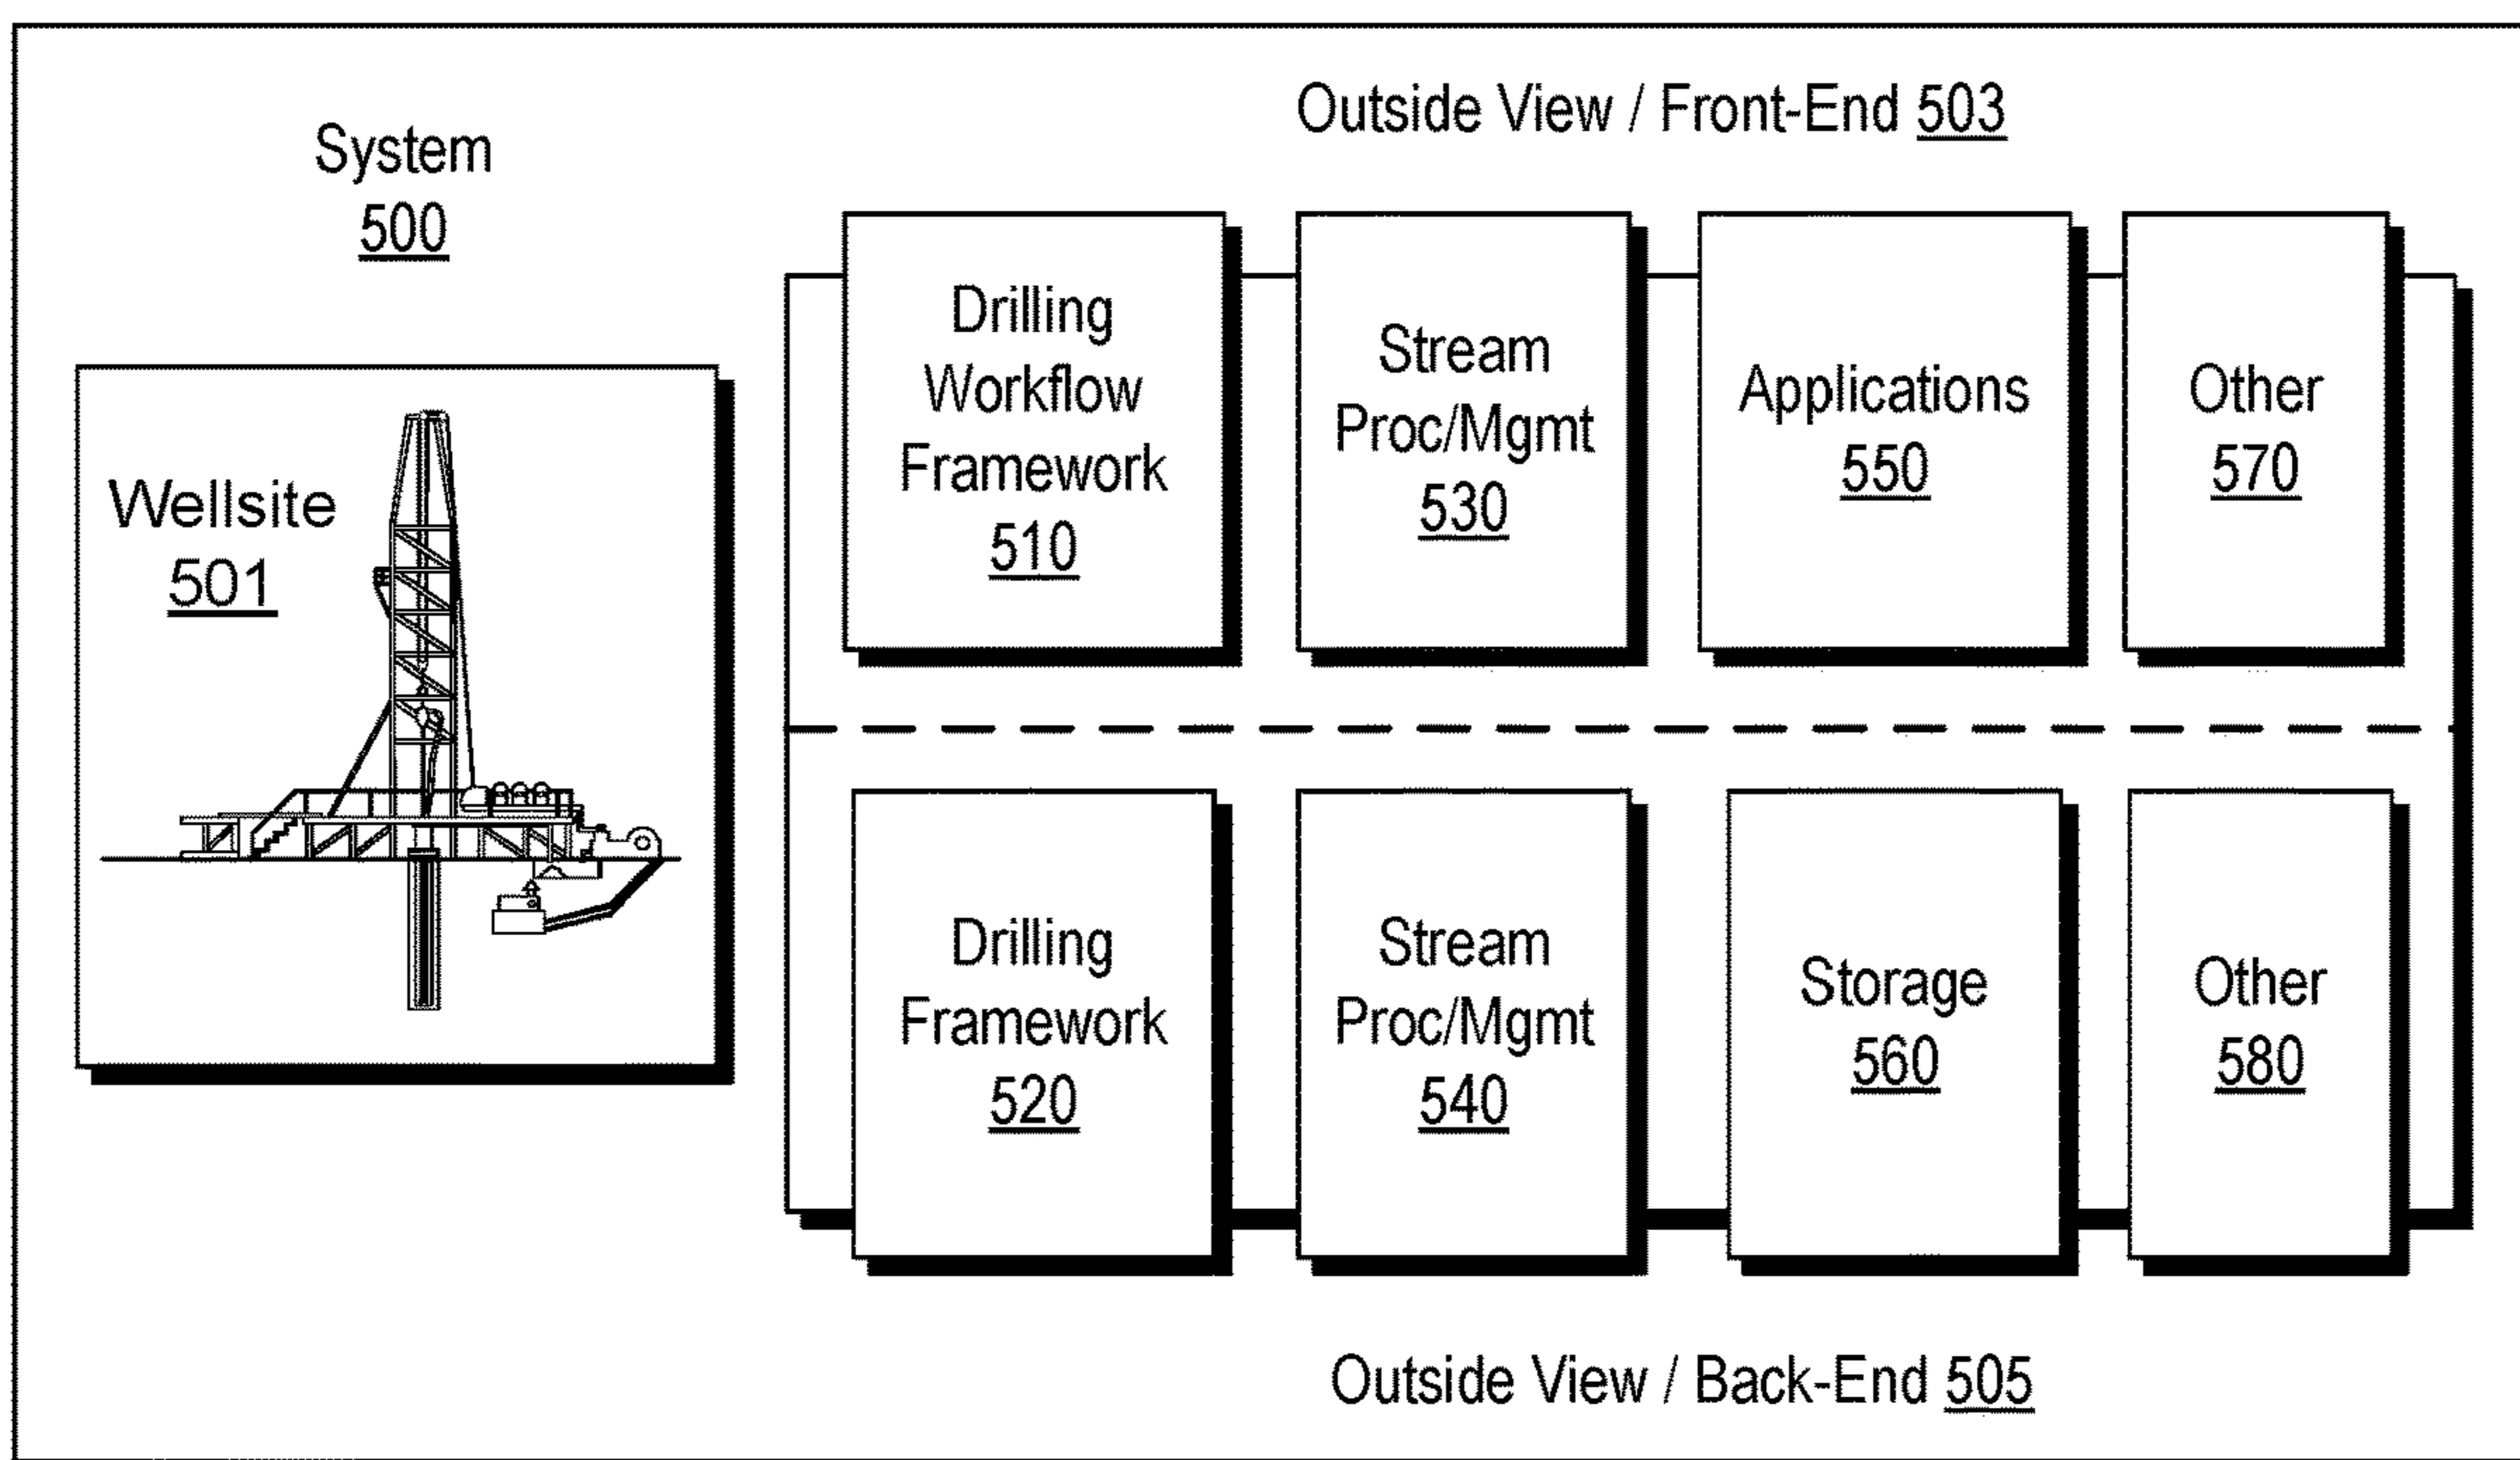 System
500
Outside View / Front-End 503
Wellsite
501
Drilling
Workflow
Framework
510
Stream
Proc/Mgmt
530
Applications
550
Other
570
Drilling
Framework
520
Stream
Proc/Mgmt
540
Storage
560
Other
580
Outside View / Back-End 505